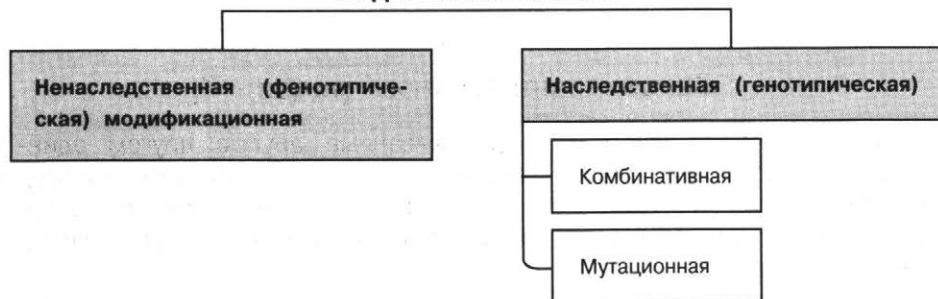 Ненаследственная (фенотипиче-
ская) модификационная
Наследственная (генотипическая)
Комбинативная
Мутационная